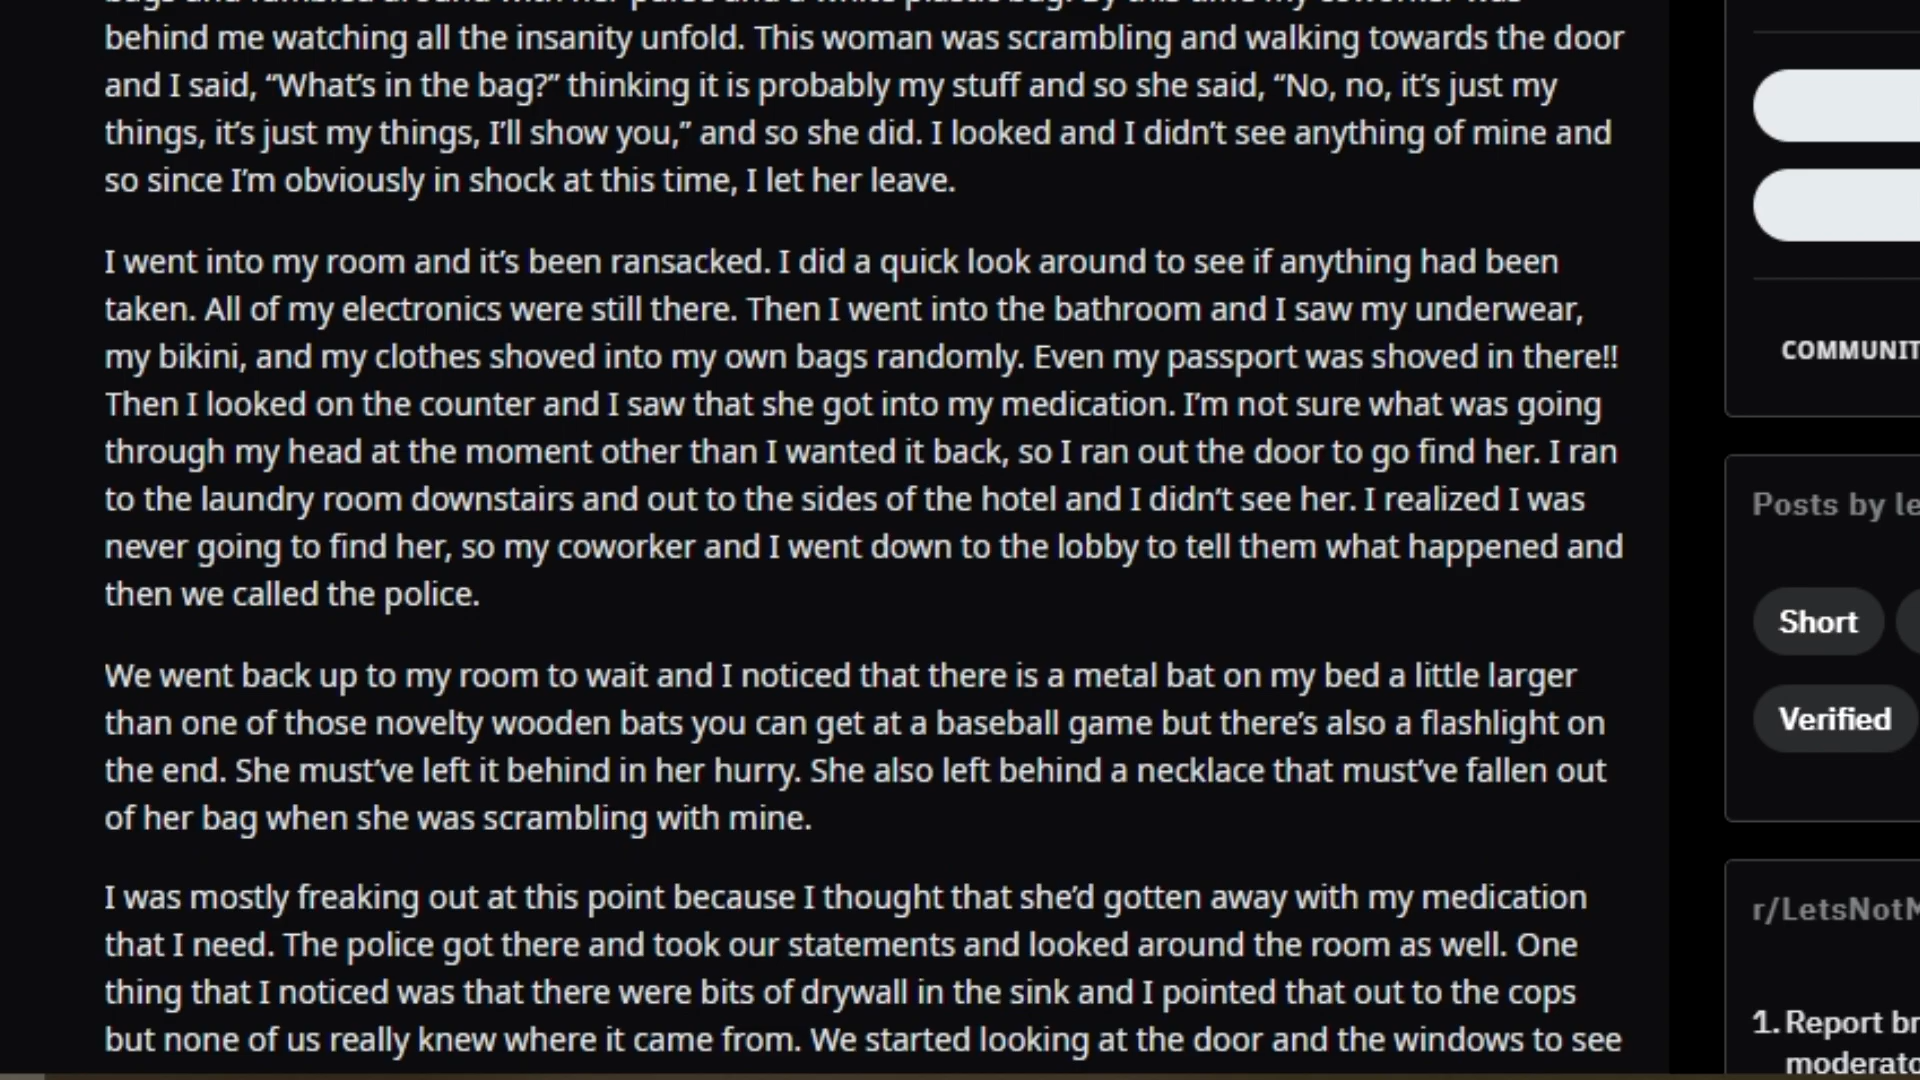 behind me watching all the insanity unfold. This woman was scrambling and walking towards the door
and I said, “What’s in the bag?” thinking it is probably my stuff and so she said, “No, no, it’s just my
things, it’s just my things, I’ll show you,” and so she did. I looked and I didn’t see anything of mine and
so since I’m obviously in shock at this time, I let her leave.
I went into my room and it’s been ransacked. I did a quick look around to see if anything had been
taken. All of my electronics were still there. Then I went into the bathroom and I saw my underwear,
my bikini, and my clothes shoved into my own bags randomly. Even my passport was shoved in there!!
Then I looked on the counter and I saw that she got into my medication. I’m not sure what was going
through my head at the moment other than I wanted it back, so I ran out the door to go find her. I ran
to the laundry room downstairs and out to the sides of the hotel and I didn’t see her. I realized I was
never going to find her, so my coworker and I went down to the lobby to tell them what happened and
then we called the police.
We went back up to my room to wait and I noticed that there is a metal bat on my bed a little larger
than one of those novelty wooden bats you can get at a baseball game but there’s also a flashlight on
the end. She must’ve left it behind in her hurry. She also left behind a necklace that must’ve fallen out
of her bag when she was scrambling with mine.
I was mostly freaking out at this point because I thought that she’d gotten away with my medication
that I need. The police got there and took our statements and looked around the room as well. One
thing that I noticed was that there were bits of drywall in the sink and I pointed that out to the cops
but none of us really knew where it came from. We started looking at the door and the windows to see
COMMUNIT
Posts by le
Short
Verified
r/LetsNotM
1. Report br
moderato